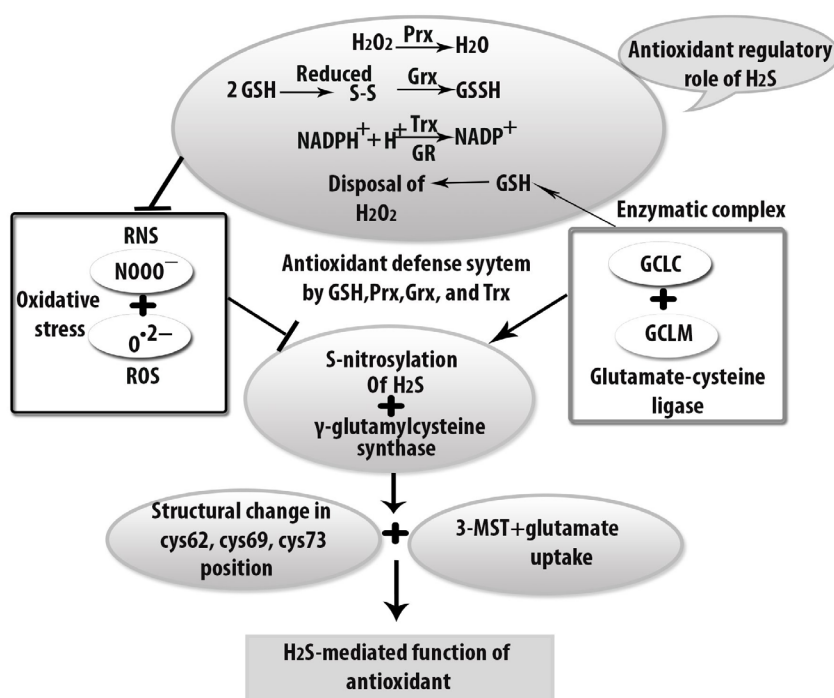 Antioxidant regulatory
role of H2S
H2O2 Prx H2O
2 GSH Reduced S-S Grx GSSH
NADPH+ + H+ Trx NADP+
GR
Disposal of GSH
H2O2
Enzymatic complex
RNS
NOOO−
Oxidative
stress
+
O•2−
ROS
Antioxidant defense syytem
by GSH,Prx,Grx, and Trx
GCLC
+
GCLM
Glutamate-cysteine
ligase
S-nitrosylation
Of H2S
+
γ-glutamylcysteine
synthase
Structural change in
cys62, cys69, cys73
position
+
3-MST+glutamate
uptake
H2S-mediated function of
antioxidant